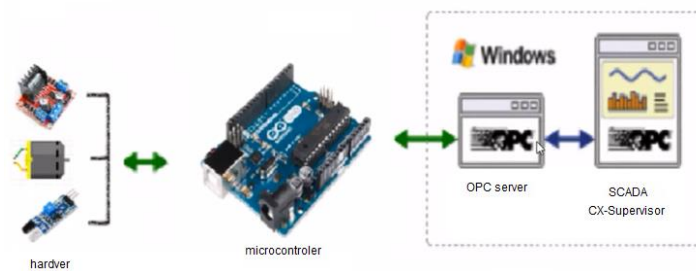 Windows
OPC
OPC
OPC server
SCADA
CX-Supervisor
microcontroler
hardver